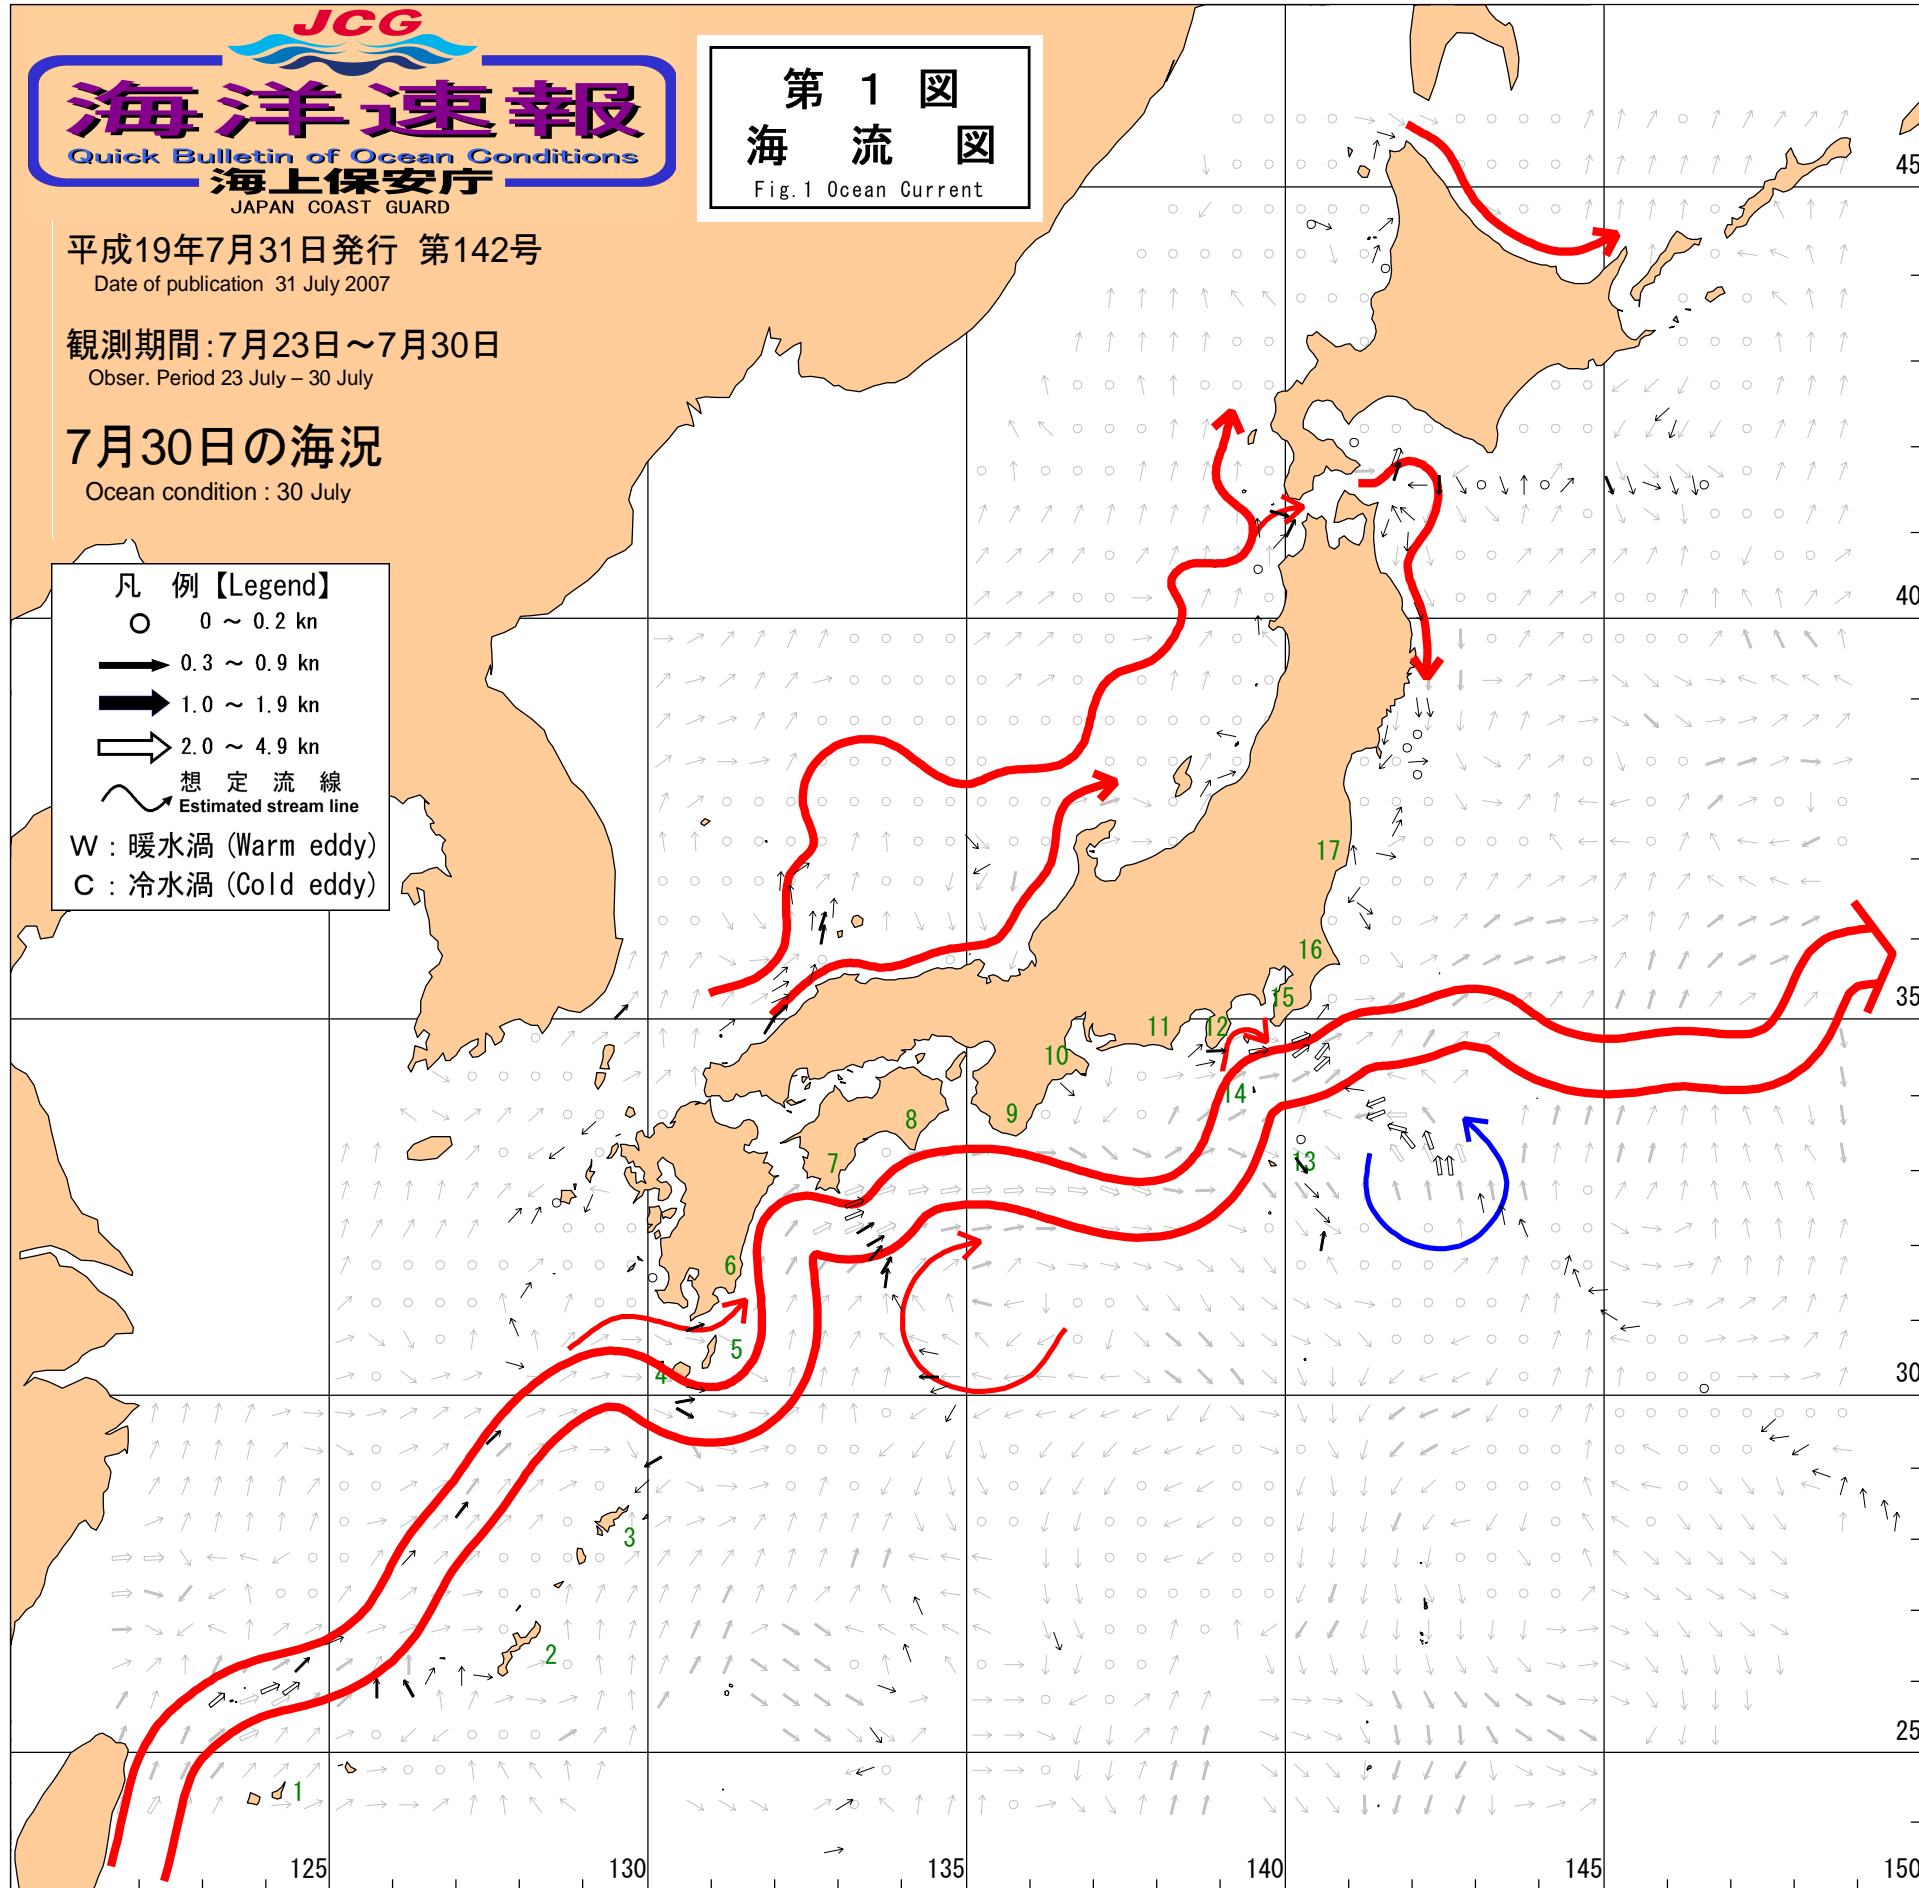 JCG
海洋速報
Quick Bulletin of Ocean Conditions
海上保安庁
JAPAN COAST GUARD
第 1 図
海 流 図
Fig.1 Ocean Current
平成19年7月31日発行 第142号
Date of publication 31 July 2007
観測期間:7月23日～7月30日
Obser. Period 23 July – 30 July
7月30日の海況
Ocean condition : 30 July
凡 例【Legend】
0 ～ 0.2 kn
0.3 ～ 0.9 kn
1.0 ～ 1.9 kn
2.0 ～ 4.9 kn
想 定 流 線
Estimated stream line
W : 暖水渦 (Warm eddy)
C : 冷水渦 (Cold eddy)
45
40
35
30
25
17
16
15
12
11
10
14
9
8
7
13
6
5
4
3
2
1
125
130
135
140
145
150